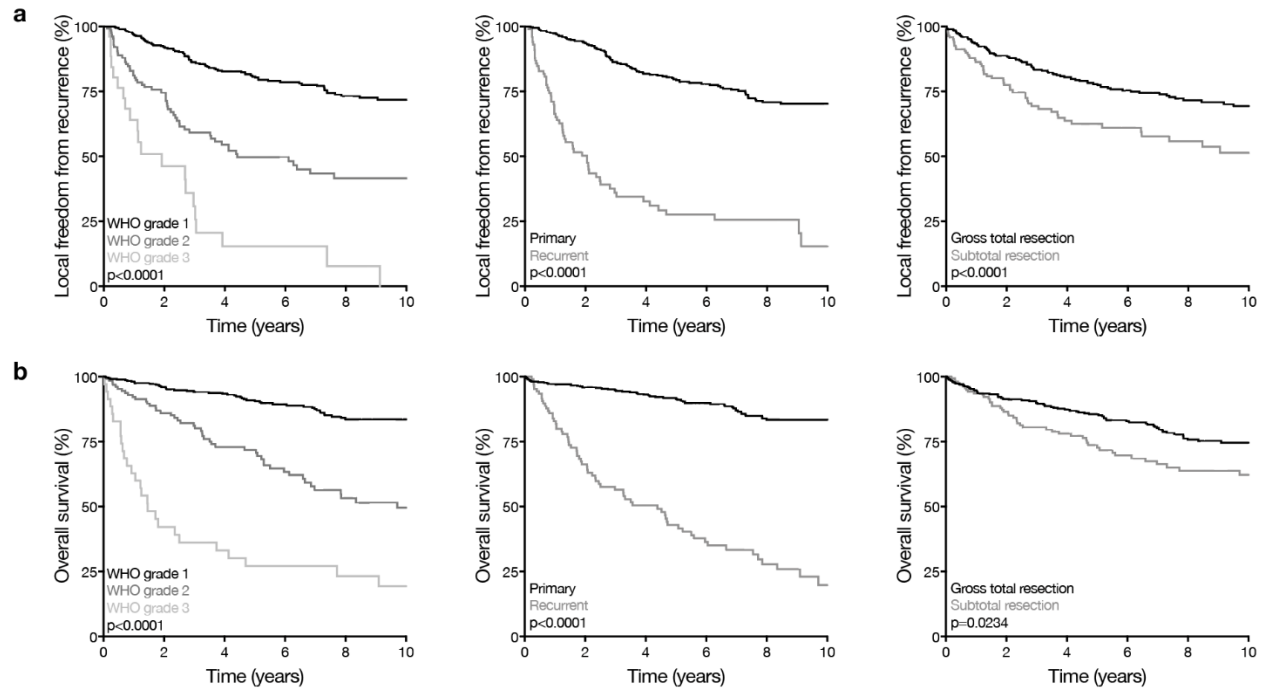 a
Local freedom from recurrence (%)
100
75
50
25
0
WHO grade 1
WHO grade 2
WHO grade 3
p<0.0001
0 2 4 6 8 10
Time (years)
Local freedom from recurrence (%)
100
75
50
25
0
Primary
Recurrent
p<0.0001
0 2 4 6 8 10
Time (years)
Local freedom from recurrence (%)
100
75
50
25
0
Gross total resection
Subtotal resection
p<0.0001
0 2 4 6 8 10
Time (years)
b
Overall survival (%)
100
75
50
25
0
WHO grade 1
WHO grade 2
WHO grade 3
p<0.0001
0 2 4 6 8 10
Time (years)
Overall survival (%)
100
75
50
25
0
Primary
Recurrent
p<0.0001
0 2 4 6 8 10
Time (years)
Overall survival (%)
100
75
50
25
0
Gross total resection
Subtotal resection
p=0.0234
0 2 4 6 8 10
Time (years)